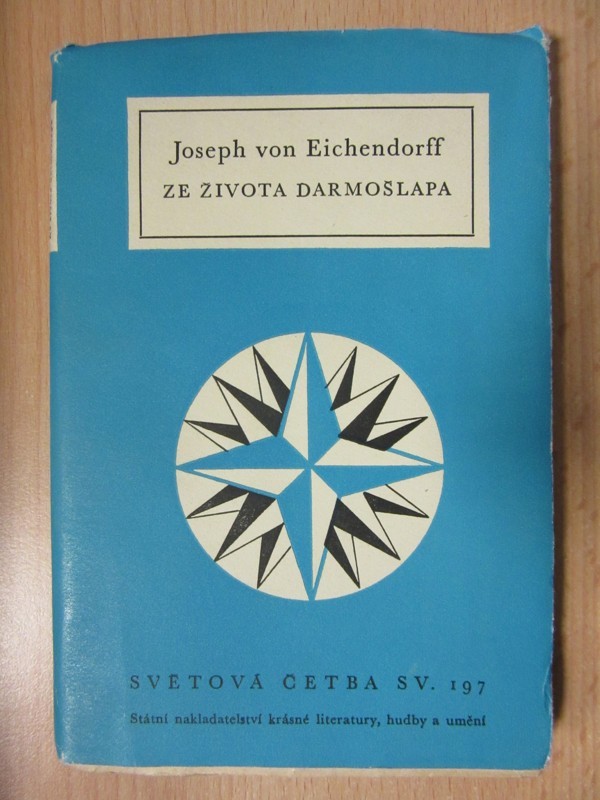 Joseph von Eichendorff
ZE ŽIVOTA DARMOŠLAPA
SVĚTOVÁ ČETBA SV. 197
Státní nakladatelství krásné literatury, hudby a umění